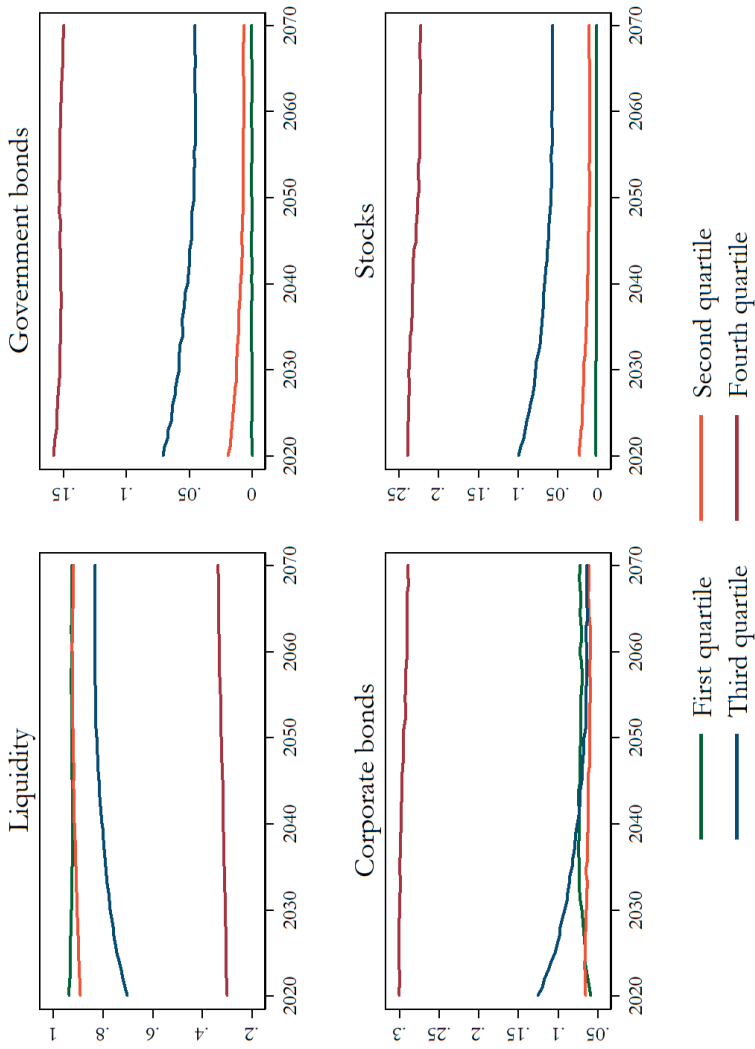 Liquidity
1
.8
.6
.4
.2
2020 2030 2040 2050 2060 2070
Government bonds
.15
.1
.05
0
2020 2030 2040 2050 2060 2070
Corporate bonds
.3
.25
.2
.15
.1
.05
2020 2030 2040 2050 2060 2070
Stocks
.25
.2
.15
.1
.05
0
2020 2030 2040 2050 2060 2070
First quartile Second quartile
Third quartile Fourth quartile